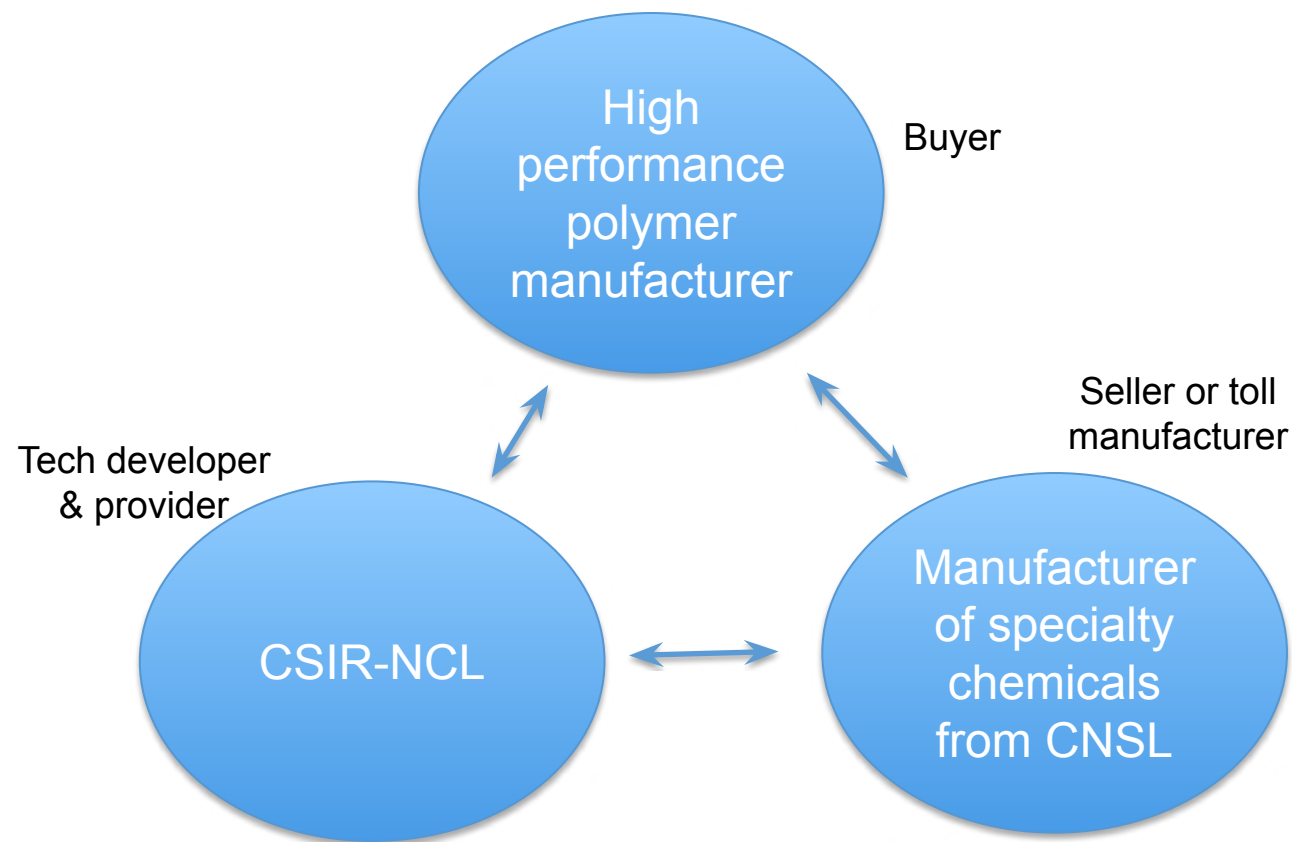 High
performance
polymer
manufacturer
Buyer
Seller or toll
manufacturer
Tech developer
& provider
CSIR-NCL
Manufacturer
of specialty
chemicals
from CNSL